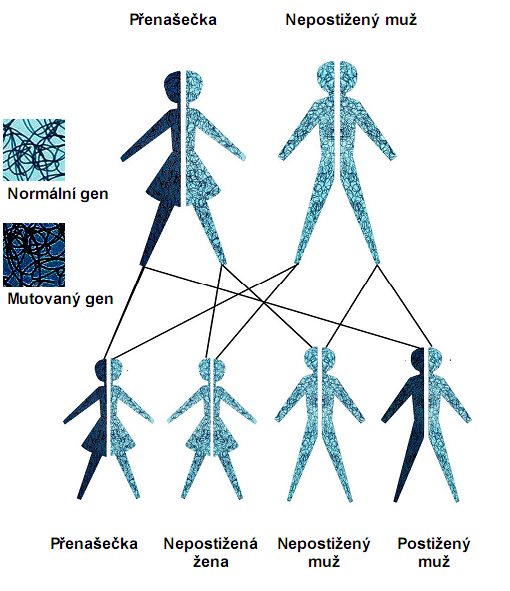 Přenašečka
Nepostižený muž
Normální gen
Mutovaný gen
Přenašečka
Nepostižená
žena
Nepostižený
muž
Postižený
muž